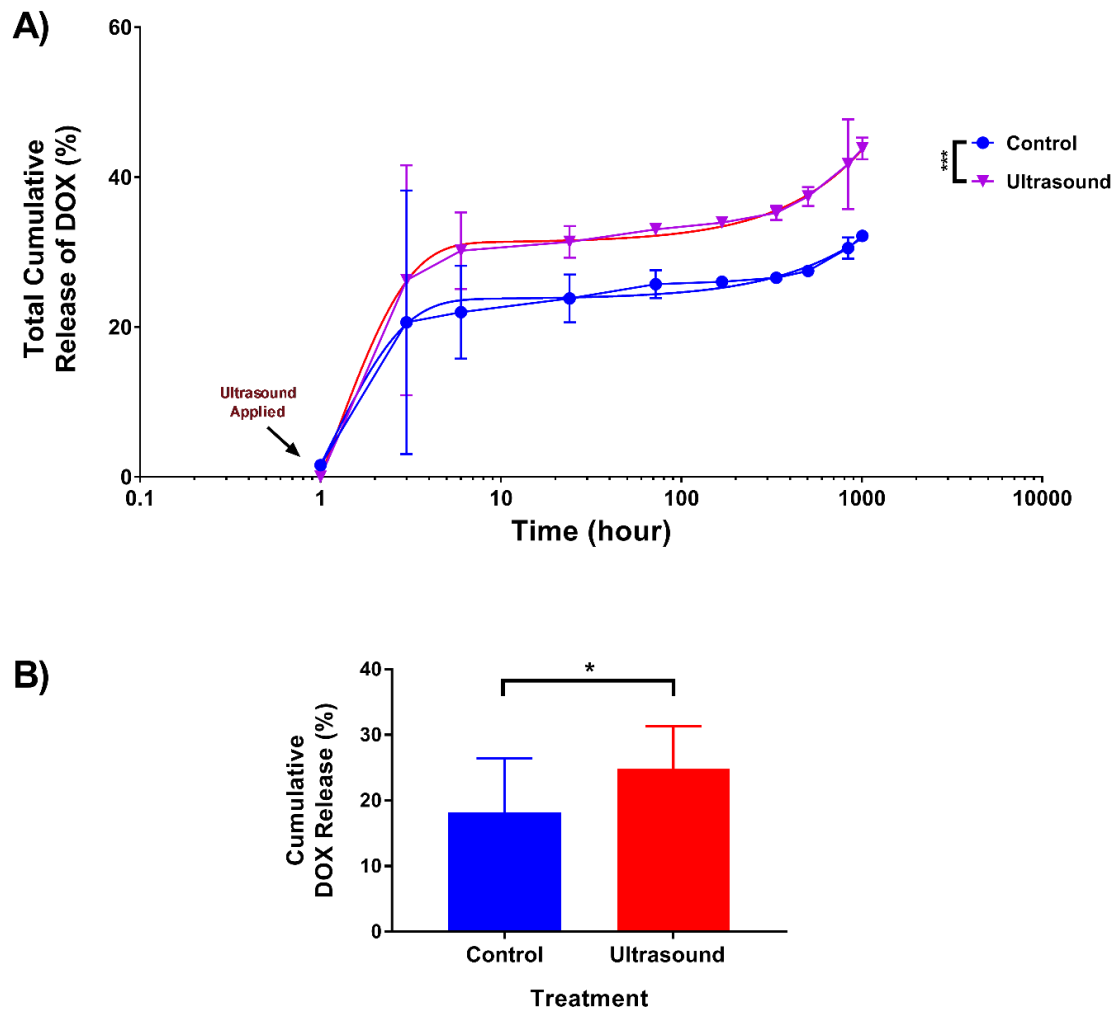 A)
60
40
20
0
Total Cumulative
Release of DOX (%)
Ultrasound
Applied
0.1 1 10 100 1000 10000
Time (hour)
***
Control
Ultrasound
B)
*
40
30
20
10
0
Cumulative
DOX Release (%)
Control Ultrasound
Treatment